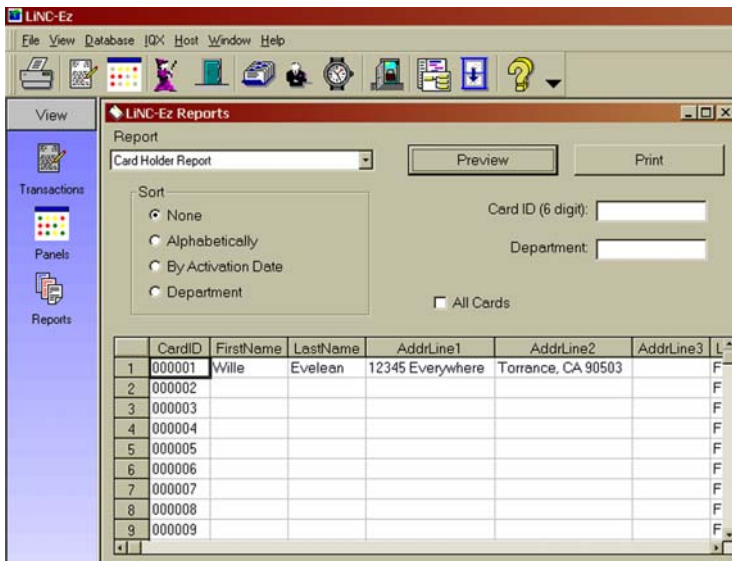 LiNC-Ez
File View Database IQX Host Window Help
View
LiNC-Ez Reports
Report
Card Holder Report
Preview
Print
Transactions
Sort
None
Card ID (6 digit):
Alphabetically
Panels
Department:
By Activation Date
Department
All Cards
Reports
CardID FirstName LastName AddrLine1 AddrLine2 AddrLine3 L
1 000001 Wille Evelean 12345 Everywhere Torrance, CA 90503 F
2 000002 F
3 000003 F
4 000004 F
5 000005 F
6 000006 F
7 000007 F
8 000008 F
9 000009 F